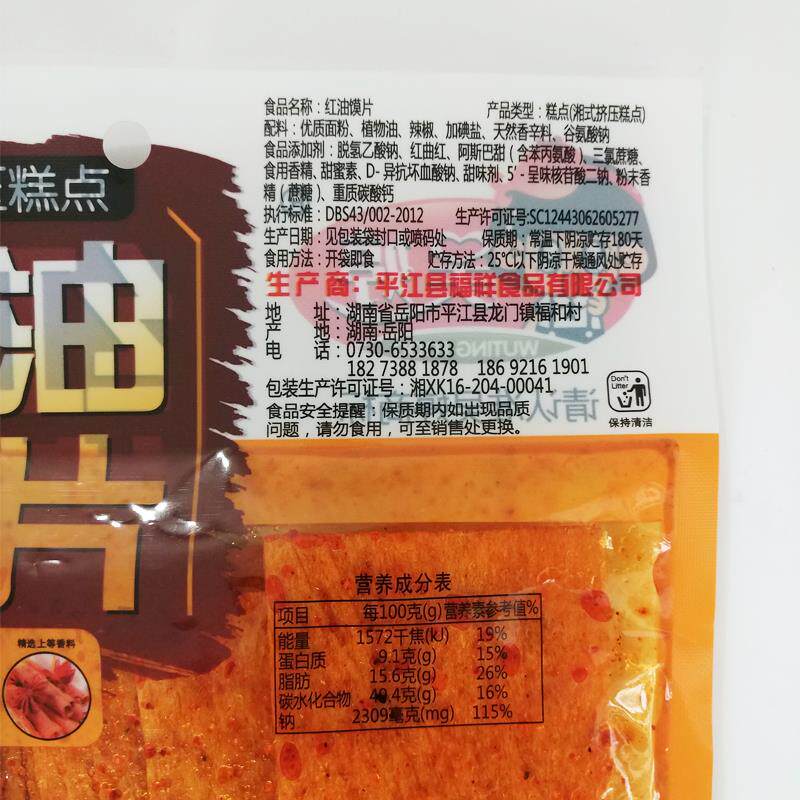 食品名称：红油馍片 产品类型：糕点(湘式挤压糕点)
配料：优质面粉、植物油、辣椒、加碘盐、天然香辛料、谷氨酸钠
食品添加剂：脱氢乙酸钠、红曲红、阿斯巴甜（含苯丙氨酸）、三氯蔗糖、
食用香精、甜蜜素、D-异抗坏血酸钠、甜味剂、5'-呈味核苷酸二钠、粉末香
精（蔗糖）、重质碳酸钙
执行标准：DBS43/002-2012 生产许可证号:SC12443062605277
生产日期：见包装袋封口或喷码处 保质期：常温下阴凉贮存180天
食用方法：开袋即食 贮存方法：25℃以下阴凉干燥通风处贮存
生产商：平江县福祥食品有限公司
地 址：湖南省岳阳市平江县龙门镇福和村
产 地：湖南·岳阳
电 话：0730-6533633
182 7388 1878 186 9216 1901
包装生产许可证号：湘XK16-204-00041
食品安全提醒：保质期内如出现品质
问题，请勿食用，可至销售处更换。
Don't Litter
保持清洁
糕点
油
片
精选上等香料
WUTING
请认准
营养成分表
项目 每100克(g) 营养素参考值%
能量 1572千焦(kJ) 19%
蛋白质 9.1克(g) 15%
脂肪 15.6克(g) 26%
碳水化合物 49.4克(g) 16%
钠 2309毫克(mg) 115%